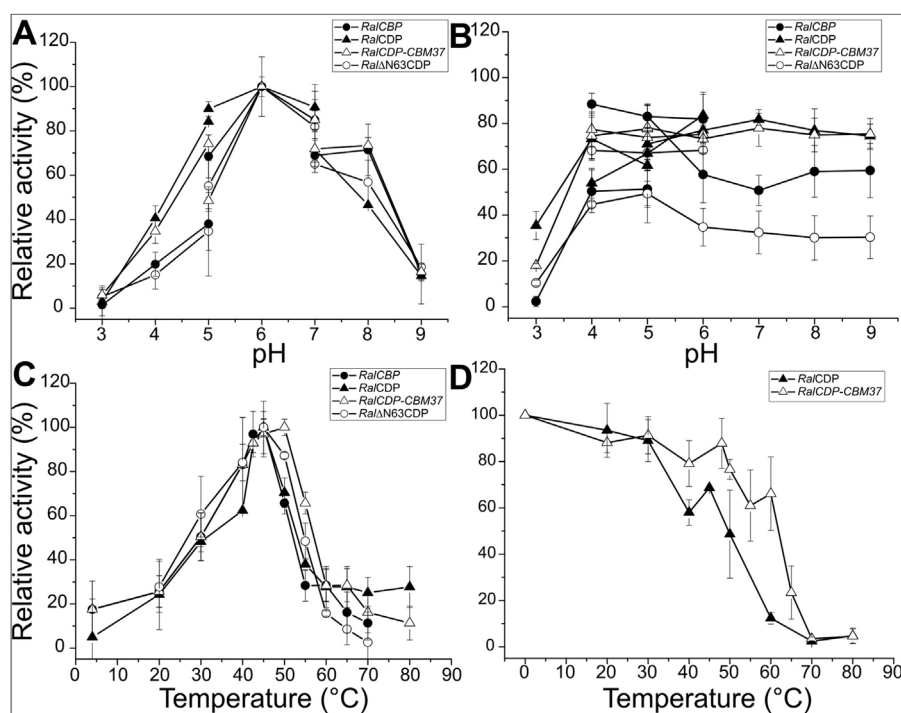 A
RalCBP
RalCDP
RalCDP-CBM37
RalΔN63CDP
Relative activity (%)
120
100
80
60
40
20
0
3 4 5 6 7 8 9
pH
B
RalCBP
RalCDP
RalCDP-CBM37
RalΔN63CDP
120
100
80
60
40
20
0
3 4 5 6 7 8 9
pH
C
RalCBP
RalCDP
RalCDP-CBM37
RalΔN63CDP
Relative activity (%)
120
100
80
60
40
20
0
0 10 20 30 40 50 60 70 80 90
Temperature (°C)
D
RalCDP
RalCDP-CBM37
120
100
80
60
40
20
0
0 10 20 30 40 50 60 70 80 90
Temperature (°C)